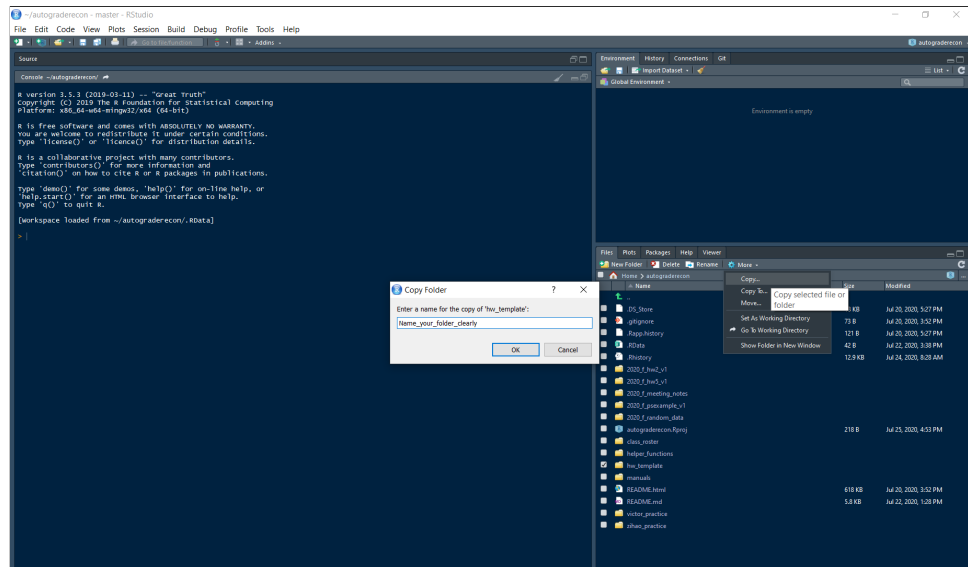 ~/autograderecon - master - RStudio
File Edit Code View Plots Session Build Debug Profile Tools Help
Go to file/function Addins autograderecon
Source
Console ~/autograderecon/
R version 3.5.3 (2019-03-11) -- "Great Truth"
Copyright (C) 2019 The R Foundation for Statistical Computing
Platform: x86_64-w64-mingw32/x64 (64-bit)
R is free software and comes with ABSOLUTELY NO WARRANTY.
You are welcome to redistribute it under certain conditions.
Type 'license()' or 'licence()' for distribution details.
R is a collaborative project with many contributors.
Type 'contributors()' for more information and
'citation()' on how to cite R or R packages in publications.
Type 'demo()' for some demos, 'help()' for on-line help, or
'help.start()' for an HTML browser interface to help.
Type 'q()' to quit R.
[Workspace loaded from ~/autograderecon/.RData]
>
Environment History Connections Git
Import Dataset List
Global Environment
Environment is empty
Copy Folder
Enter a name for the copy of 'hw_template':
Name_your_folder_clearly
OK Cancel
Files Plots Packages Help Viewer
New Folder Delete Rename More
Home > autograderecon
Name Size Modified
Copy...
Copy To...
Move...
Copy selected file or
folder
Set As Working Directory
Go To Working Directory
Show Folder in New Window
..
.DS_Store KB Jul 20, 2020, 5:27 PM
.gitignore 73 B Jul 20, 2020, 3:52 PM
.Rapp.history 121 B Jul 20, 2020, 5:27 PM
.RData 42 B Jul 22, 2020, 3:38 PM
.Rhistory 12.9 KB Jul 24, 2020, 8:28 AM
2020_f_hw2_v1
2020_f_hw5_v1
2020_f_meeting_notes
2020_f_psexample_v1
2020_f_random_data
autograderecon.Rproj 218 B Jul 25, 2020, 4:53 PM
class_roster
helper_functions
hw_template
manuals
README.html 618 KB Jul 20, 2020, 3:52 PM
README.md 5.8 KB Jul 22, 2020, 1:28 PM
victor_practice
zihao_practice